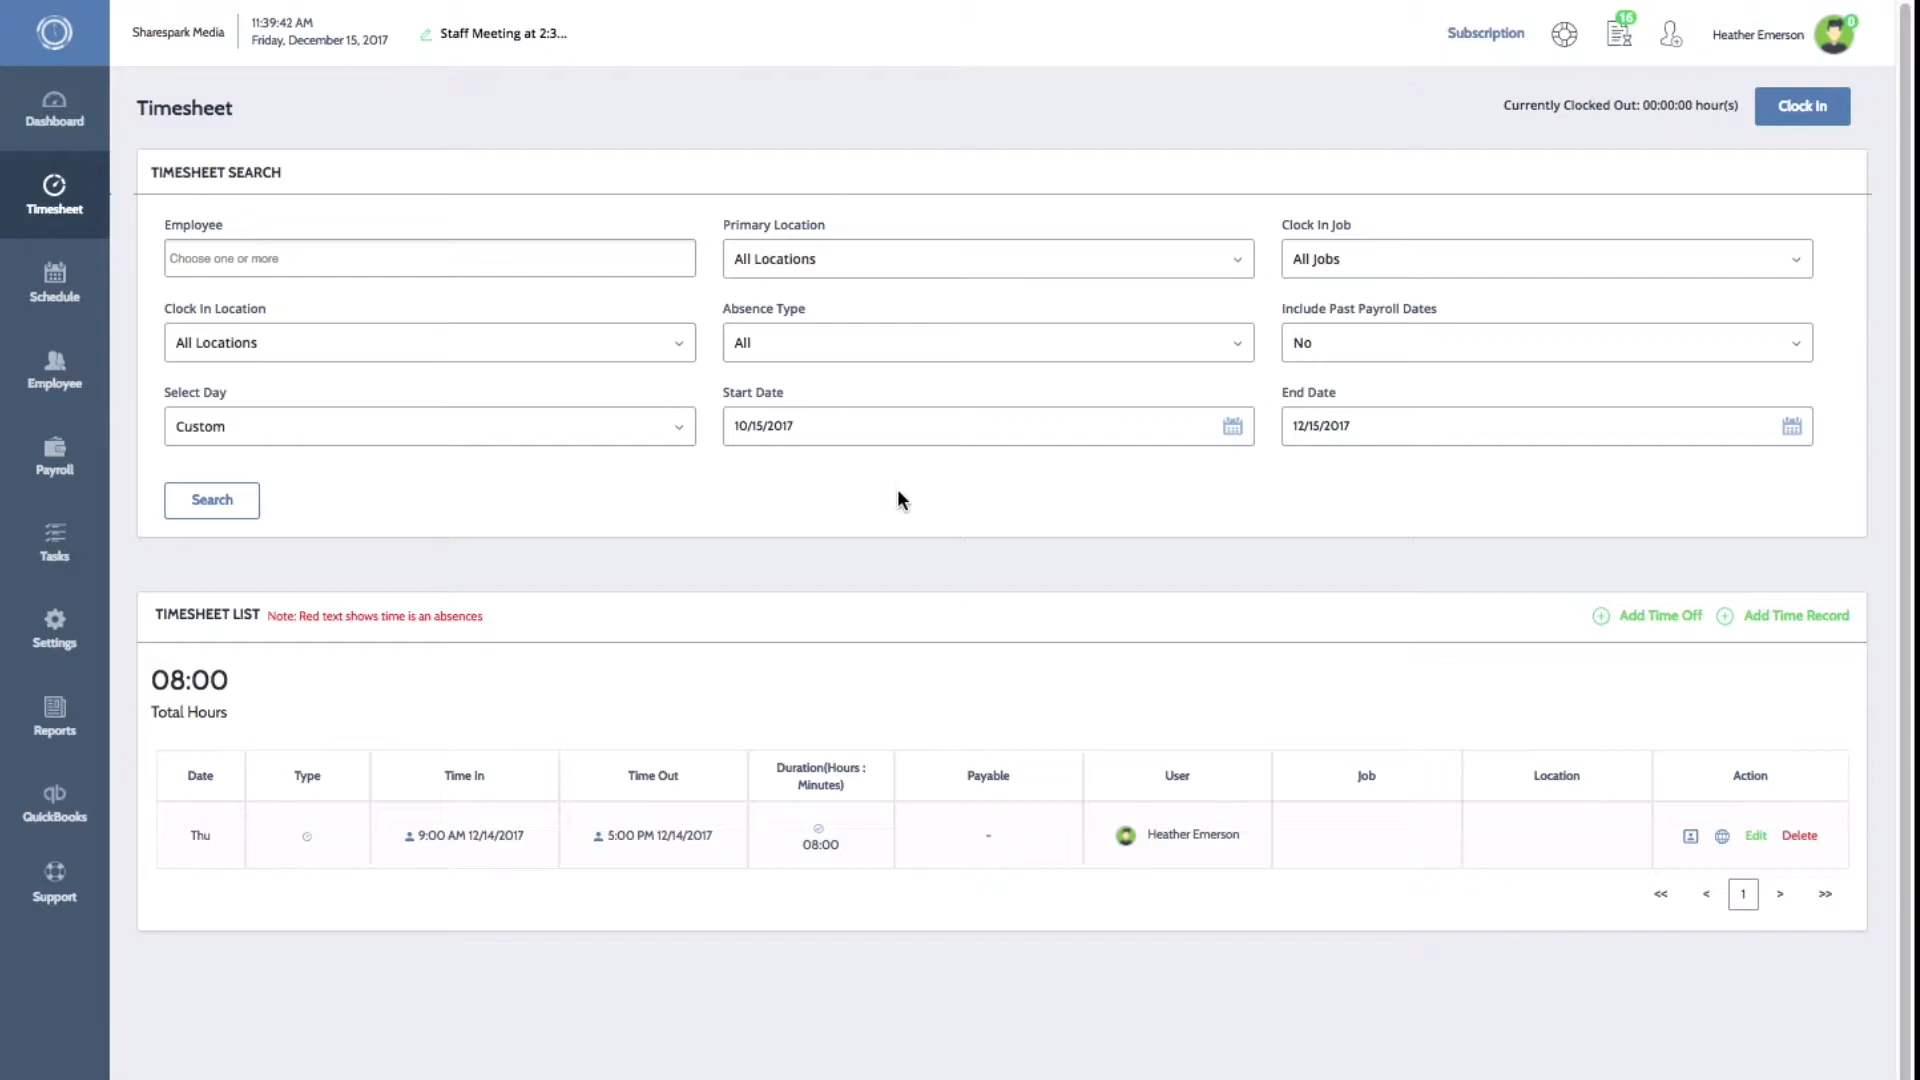 Sharespark Media
11:39:42 AM
Friday, December 15, 2017
Staff Meeting at 2:3...
Subscription
16
Heather Emerson
0
Dashboard
Timesheet
Schedule
Employee
Payroll
Tasks
Settings
Reports
qb
QuickBooks
Support
Timesheet
Currently Clocked Out: 00:00:00 hour(s)
Clock In
TIMESHEET SEARCH
Employee
Primary Location
Clock In Job
Choose one or more
All Locations
All Jobs
Clock In Location
Absence Type
Include Past Payroll Dates
All Locations
All
No
Select Day
Start Date
End Date
Custom
10/15/2017
12/15/2017
Search
TIMESHEET LIST Note: Red text shows time is an absences
Add Time Off
Add Time Record
08:00
Total Hours
Date
Type
Time In
Time Out
Duration(Hours :
Minutes)
Payable
User
Job
Location
Action
Thu
9:00 AM 12/14/2017
5:00 PM 12/14/2017
08:00
-
Heather Emerson
Edit
Delete
<< < 1 > >>